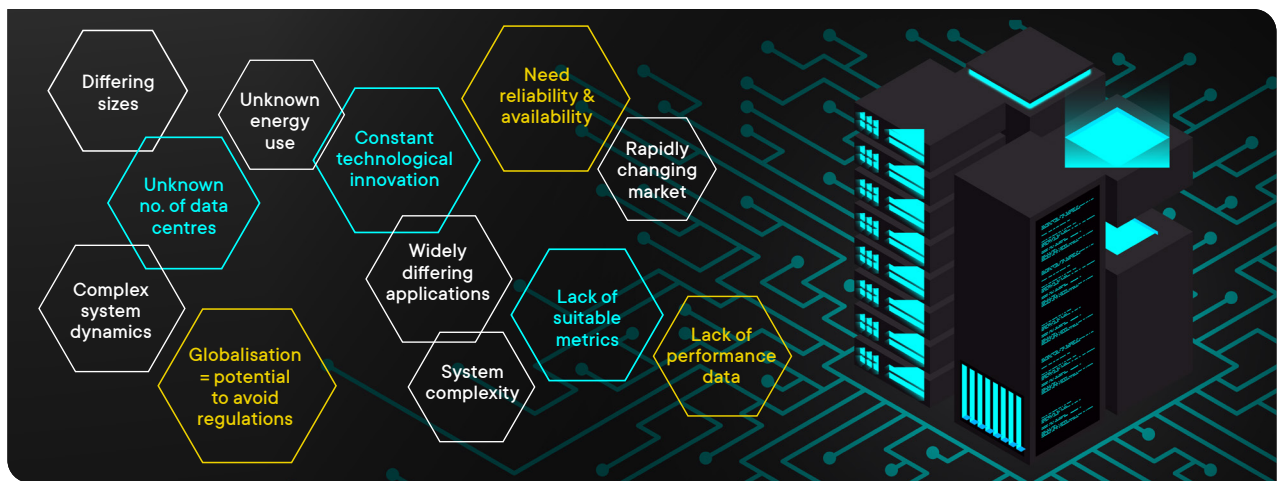 Differing
sizes
Unknown
energy
use
Constant
technological
innovation
Need
reliability &
availability
Rapidly
changing
market
Unknown
no. of data
centres
Complex
system
dynamics
Widely
differing
applications
Lack of
suitable
metrics
Lack of
performance
data
Globalisation
= potential
to avoid
regulations
System
complexity